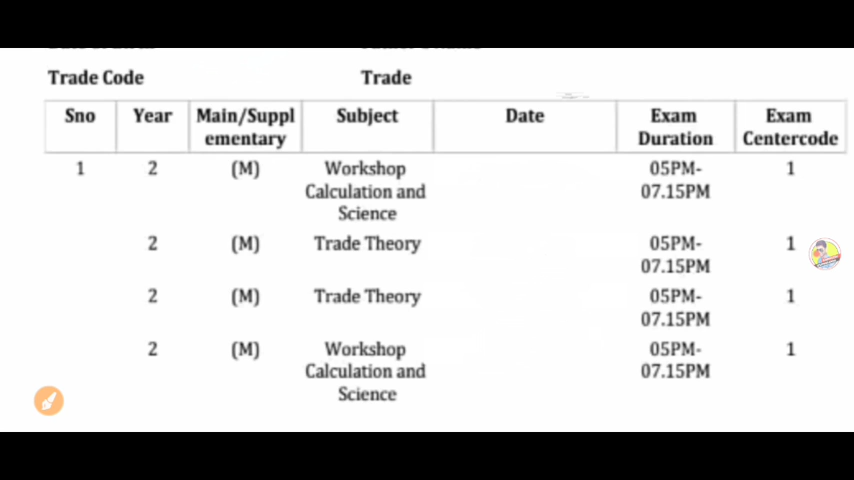 Trade Code Trade
Sno Year Main/Suppl Subject Date Exam Exam
ementary Duration Centercode
1 2 (M) Workshop 05PM- 1
Calculation and 07.15PM
Science
2 (M) Trade Theory 05PM- 1
07.15PM
2 (M) Trade Theory 05PM- 1
07.15PM
2 (M) Workshop 05PM- 1
Calculation and 07.15PM
Science